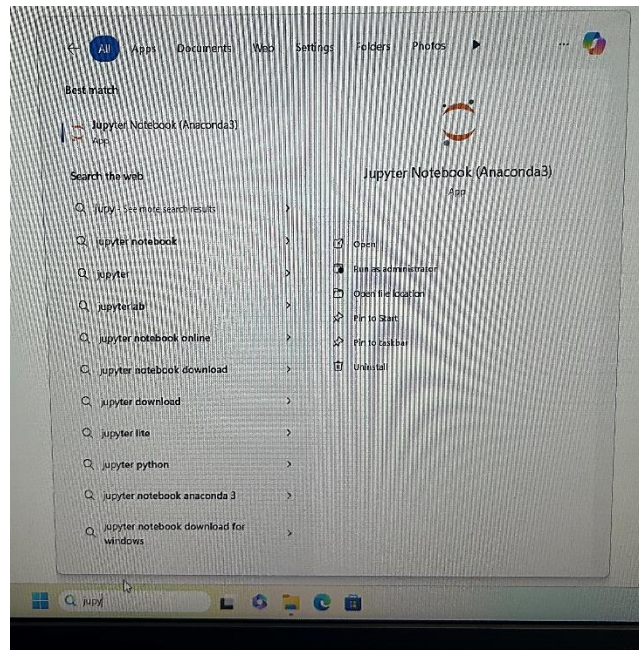 All Apps Documents Web Settings Folders Photos
Best match
Jupyter Notebook (Anaconda3)
App
Search the web
jupy - See more search results
jupyter notebook
jupyter
jupyterlab
jupyter notebook online
jupyter notebook download
jupyter download
jupyter lite
jupyter python
jupyter notebook anaconda 3
jupyter notebook download for
windows
Jupyter Notebook (Anaconda3)
App
Open
Run as administrator
Open file location
Pin to Start
Pin to taskbar
Uninstall
jupy